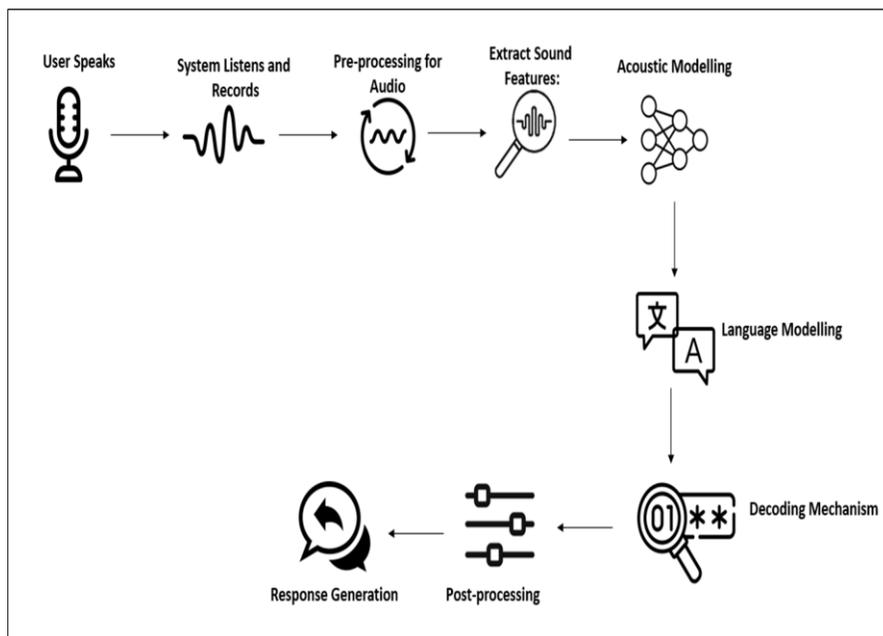 User Speaks
System Listens and
Records
Pre-processing for
Audio
Extract Sound
Features:
Acoustic Modelling
文
A
Language Modelling
01**
Decoding Mechanism
Post-processing
Response Generation